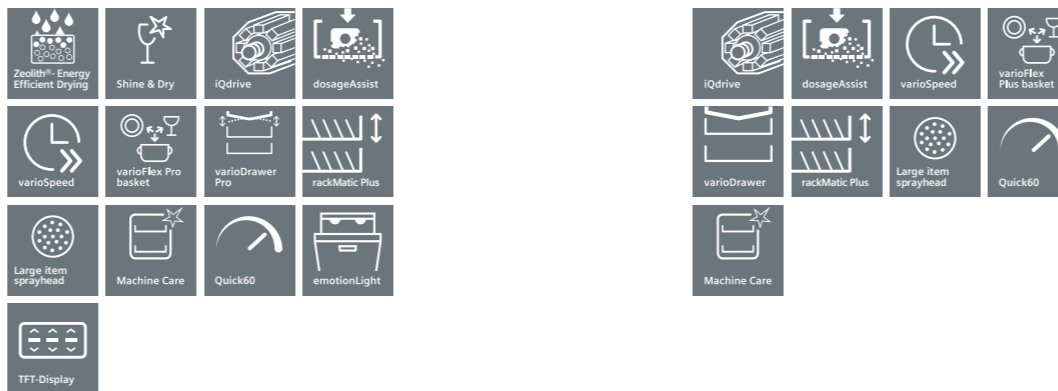 Zeolith®- Energy
Efficient Drying
Shine & Dry
iQdrive
dosageAssist
varioSpeed
varioFlex Pro
basket
varioDrawer
Pro
rackMatic Plus
Large item
sprayhead
Machine Care
Quick60
emotionLight
TFT-Display
iQdrive
dosageAssist
varioSpeed
varioFlex
Plus basket
varioDrawer
rackMatic Plus
Large item
sprayhead
Quick60
Machine Care